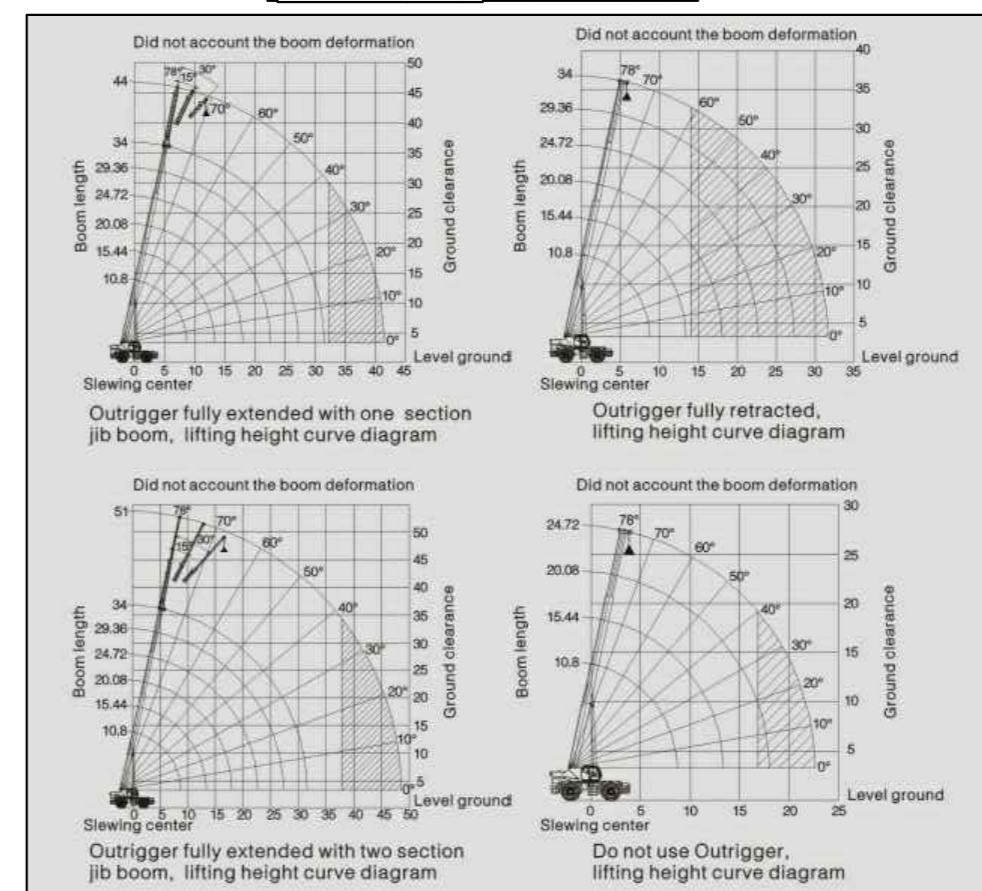 Did not account the boom deformation
78° 15° 30°
70°
60°
50°
40°
30°
20°
10°
0°
44
34
29.36
24.72
20.08
15.44
10.8
Boom length
50
45
40
35
30
25
20
15
10
5
Ground clearance
Level ground
0 5 10 15 20 25 30 35 40 45
Slewing center
Outrigger fully extended with one section
jib boom, lifting height curve diagram
Did not account the boom deformation
78° 70°
60°
50°
40°
30°
20°
10°
0°
34
29.36
24.72
20.08
15.44
10.8
Boom length
40
35
30
25
20
15
10
5
Ground clearance
Level ground
0 5 10 15 20 25 30 35
Slewing center
Outrigger fully retracted,
lifting height curve diagram
Did not account the boom deformation
78° 70°
15° 30°
60°
50°
40°
30°
20°
10°
0°
51
34
29.36
24.72
20.08
15.44
10.8
Boom length
50
45
40
35
30
25
20
15
10
5
Ground clearance
Level ground
0 5 10 15 20 25 30 35 40 45 50
Slewing center
Outrigger fully extended with two section
jib boom, lifting height curve diagram
Did not account the boom deformation
78° 70°
60°
50°
40°
30°
20°
10°
0°
24.72
20.08
15.44
10.8
Boom length
30
25
20
15
10
5
Ground clearance
Level ground
0 5 10 15 20 25
Slewing center
Do not use Outrigger,
lifting height curve diagram